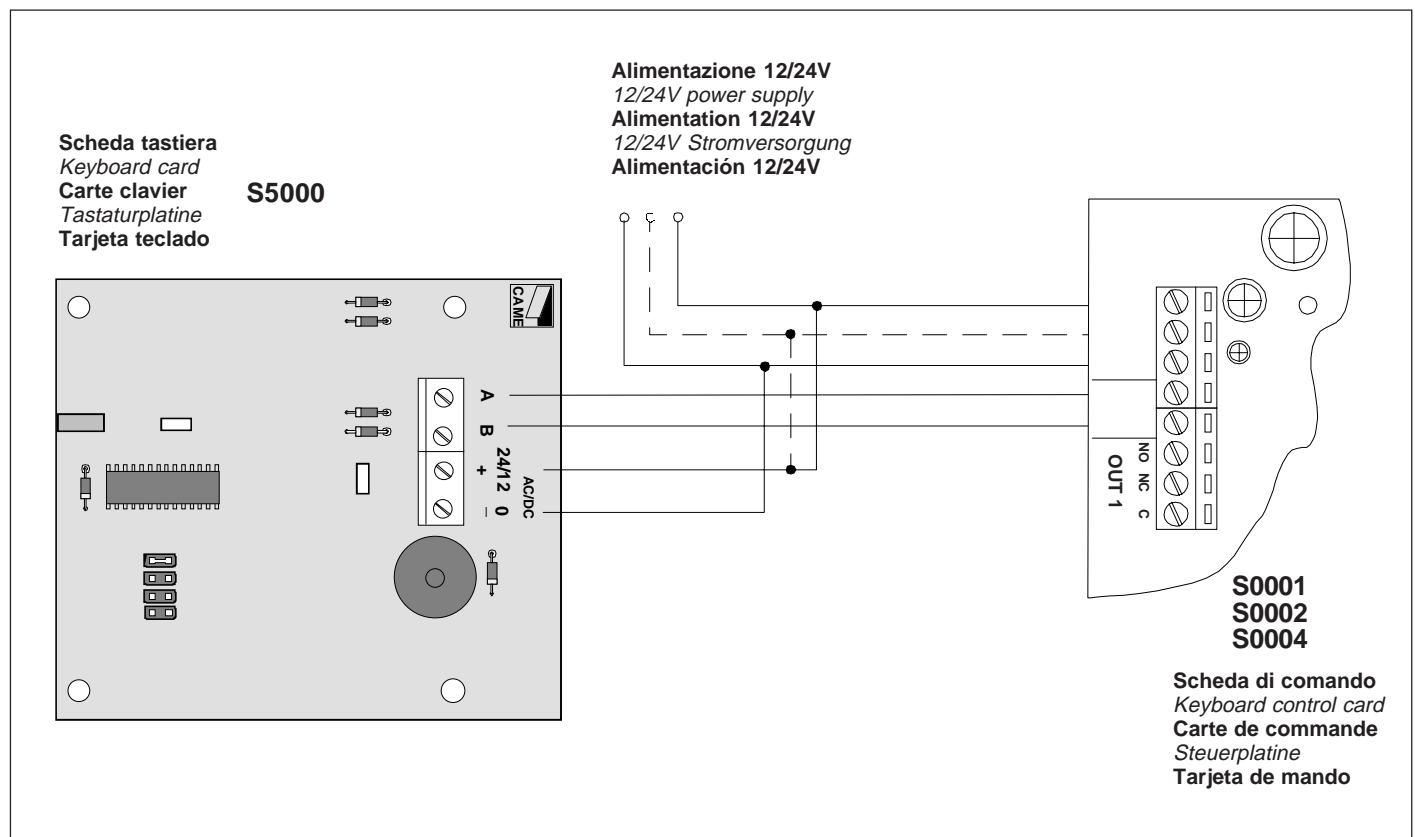 Alimentazione 12/24V
12/24V power supply
Alimentation 12/24V
12/24V Stromversorgung
Alimentación 12/24V
Scheda tastiera
Keyboard card
Carte clavier
Tastaturplatine
Tarjeta teclado
S5000
CAME
A
B
24/12 0
+ –
AC/DC
NO NC C
OUT 1
S0001
S0002
S0004
Scheda di comando
Keyboard control card
Carte de commande
Steuerplatine
Tarjeta de mando